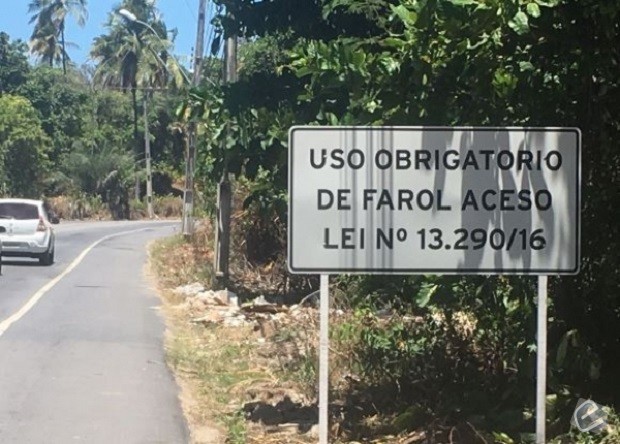 USO OBRIGATORIO
DE FAROL ACESO
LEI Nº 13.290/16